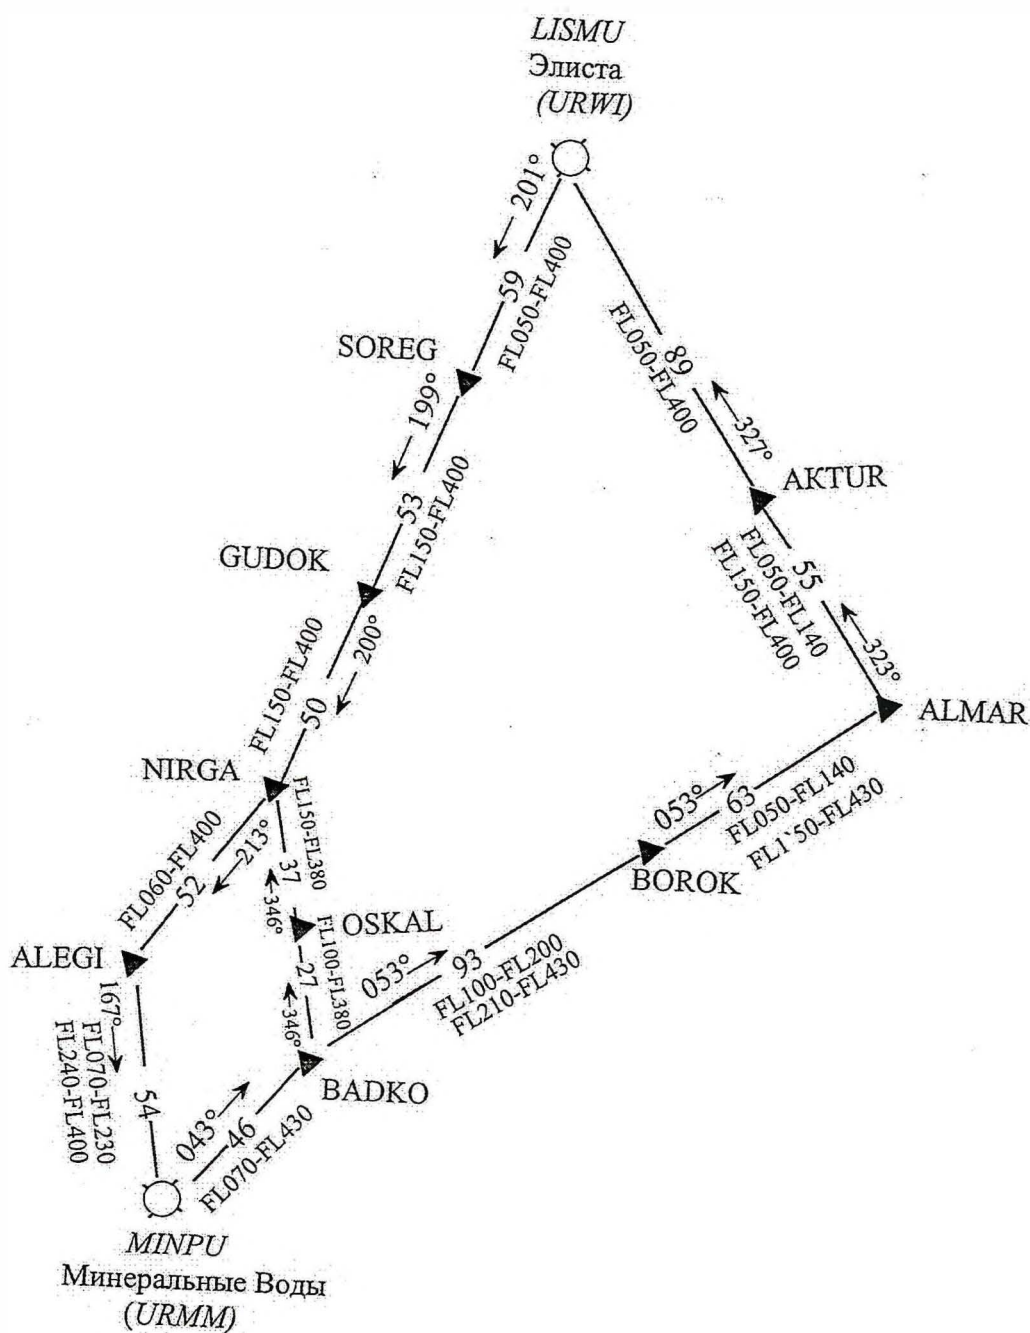 LISMU
Элиста
(URWI)
201°
59
FL050-FL400
SOREG
199°
53
FL150-FL400
GUDOK
200°
50
FL150-FL400
NIRGA
213°
52
FL060-FL400
ALEGI
167°
54
FL070-FL230
FL240-FL400
FL150-FL380
37
346°
OSKAL
FL100-FL380
27
346°
BADKO
043°
46
FL070-FL430
053°
93
FL100-FL200
FL210-FL430
BOROK
053°
63
FL050-FL140
FL1`50-FL430
ALMAR
323°
55
FL050-FL140
FL150-FL400
AKTUR
327°
89
FL050-FL400
MINPU
Минеральные Воды
(URMM)